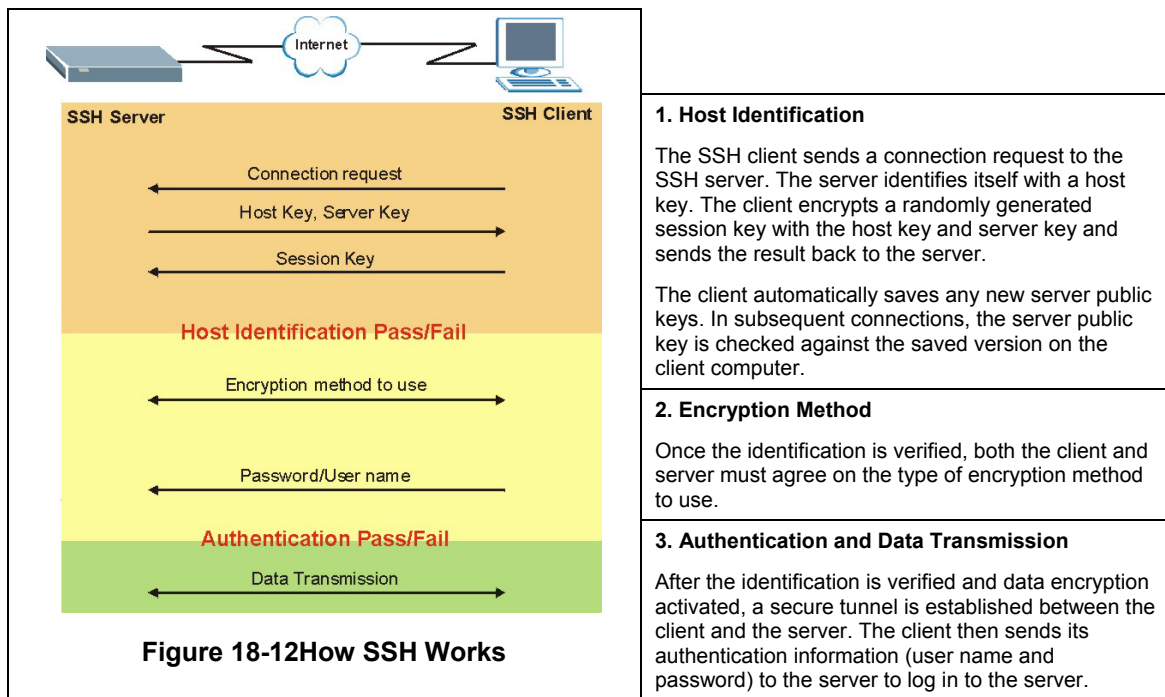 Internet
SSH Server
SSH Client
Connection request
Host Key, Server Key
Session Key
Host Identification Pass/Fail
Encryption method to use
Password/User name
Authentication Pass/Fail
Data Transmission
Figure 18-12How SSH Works
1. Host Identification
The SSH client sends a connection request to the
SSH server. The server identifies itself with a host
key. The client encrypts a randomly generated
session key with the host key and server key and
sends the result back to the server.
The client automatically saves any new server public
keys. In subsequent connections, the server public
key is checked against the saved version on the
client computer.
2. Encryption Method
Once the identification is verified, both the client and
server must agree on the type of encryption method
to use.
3. Authentication and Data Transmission
After the identification is verified and data encryption
activated, a secure tunnel is established between the
client and the server. The client then sends its
authentication information (user name and
password) to the server to log in to the server.